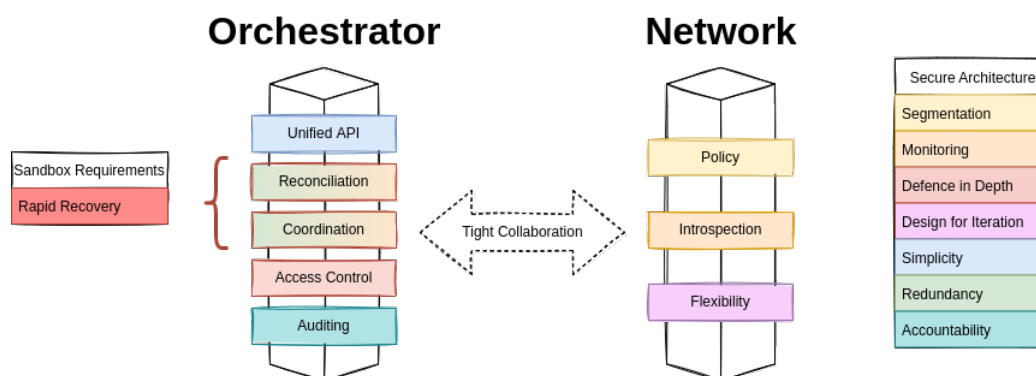 Orchestrator
Network
Sandbox Requirements
Rapid Recovery
Unified API
Reconciliation
Coordination
Access Control
Auditing
Tight Collaboration
Policy
Introspection
Flexibility
Secure Architecture
Segmentation
Monitoring
Defence in Depth
Design for Iteration
Simplicity
Redundancy
Accountability